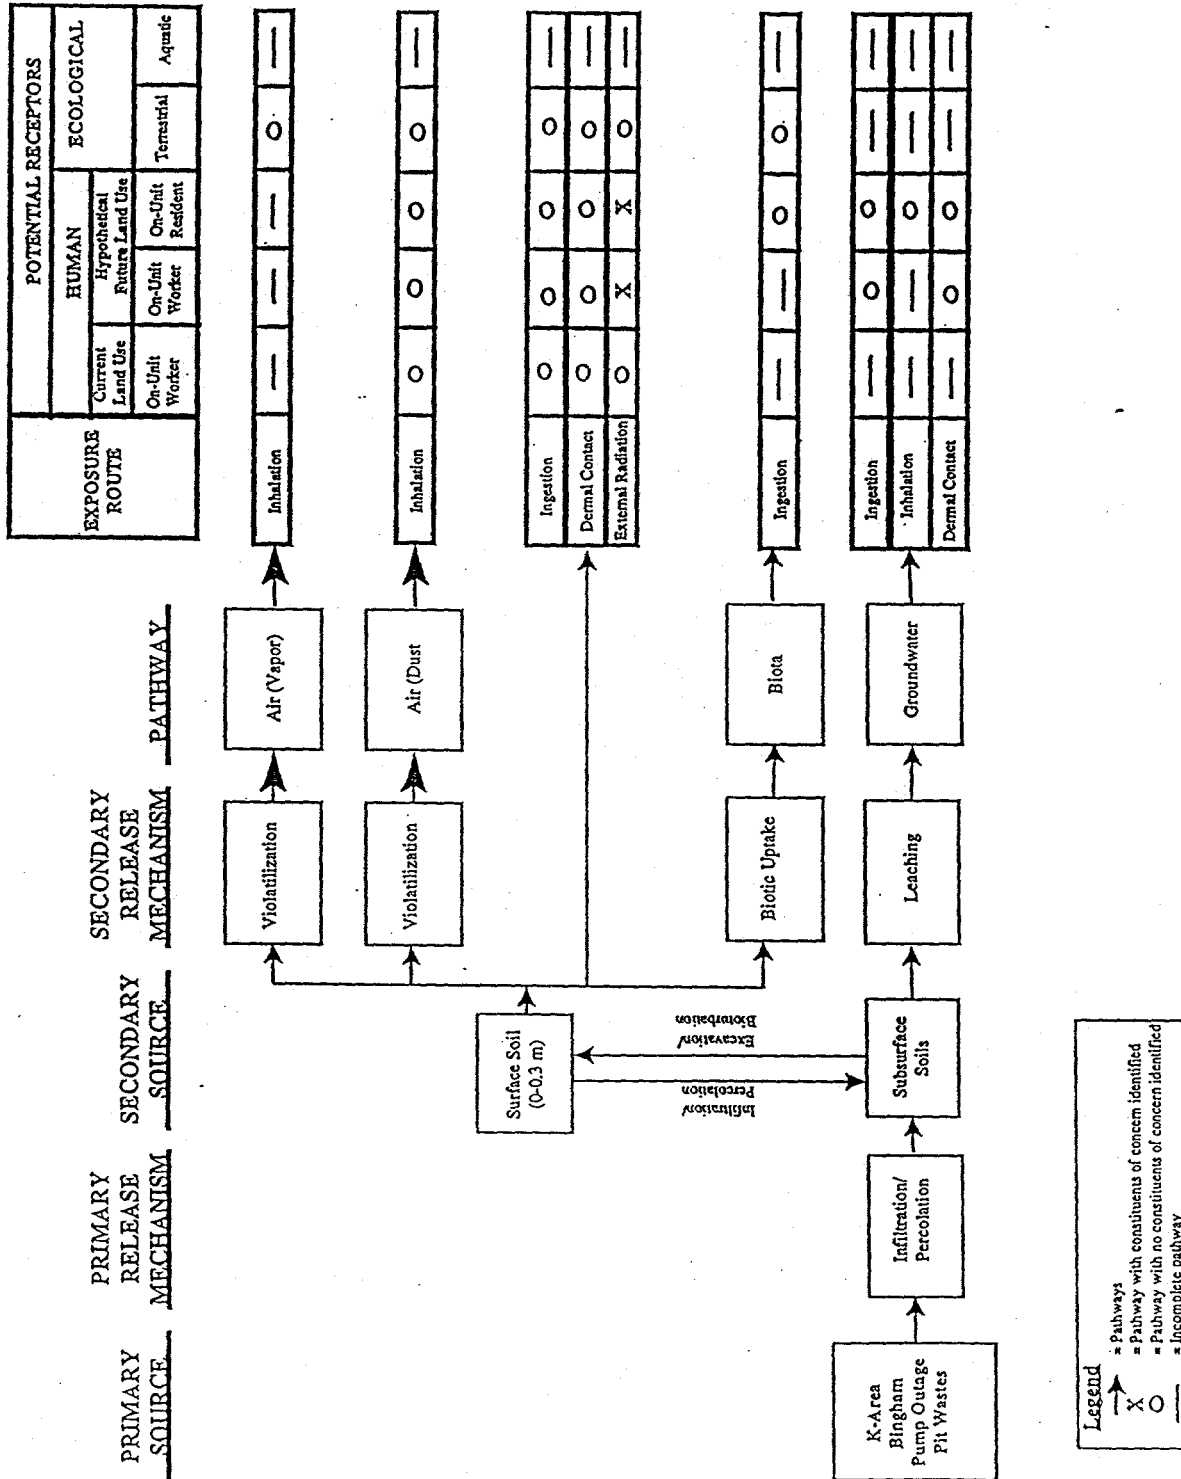 PRIMARY
SOURCE
PRIMARY
RELEASE
MECHANISM
SECONDARY
SOURCE
SECONDARY
RELEASE
MECHANISM
PATHWAY
EXPOSURE
ROUTE
POTENTIAL RECEPTORS
HUMAN
ECOLOGICAL
Current
Land Use
Hypothetical
Future Land Use
On-Unit
Worker
On-Unit
Worker
On-Unit
Resident
Terrestrial
Aquatic
Violatilization
Air (Vapor)
Inhalation
— — — O —
Violatilization
Air (Dust
Inhalation
O O O O —
Surface Soil
(0-0.3 m)
Ingestion
O O O O —
Dermal Contact
O O O O —
External Radiation
O X X O —
Infiltration/
Percolation
Excavation/
Bioturbation
Biotic Uptake
Biota
Ingestion
— — O O —
K-Area
Bingham
Pump Outage
Pit Wastes
Infiltration/
Percolation
Subsurface
Soils
Leaching
Groundwater
Ingestion
— O O — —
Inhalation
— — O — —
Dermal Contact
— O O — —
Legend
= Pathways
X = Pathway with constituents of concern identified
O = Pathway with no constituents of concern identified
— = Incomplete pathway